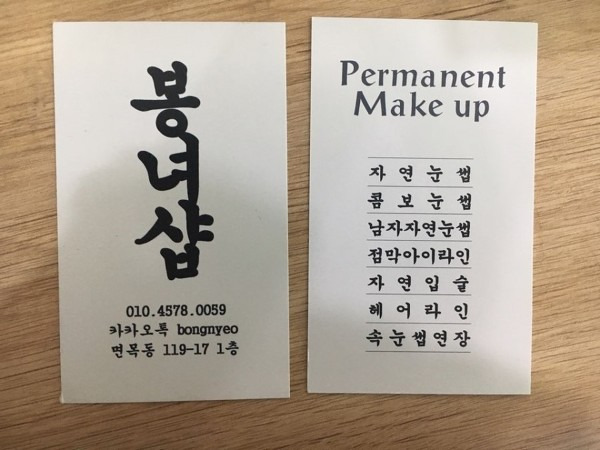 봉녀샵
010.4578.0059
카카오톡 bongnyeo
면목동 119-17 1층
Permanent
Make up
자연눈썹
콤보눈썹
남자자연눈썹
점막아이라인
자연입술
헤어라인
속눈썹연장